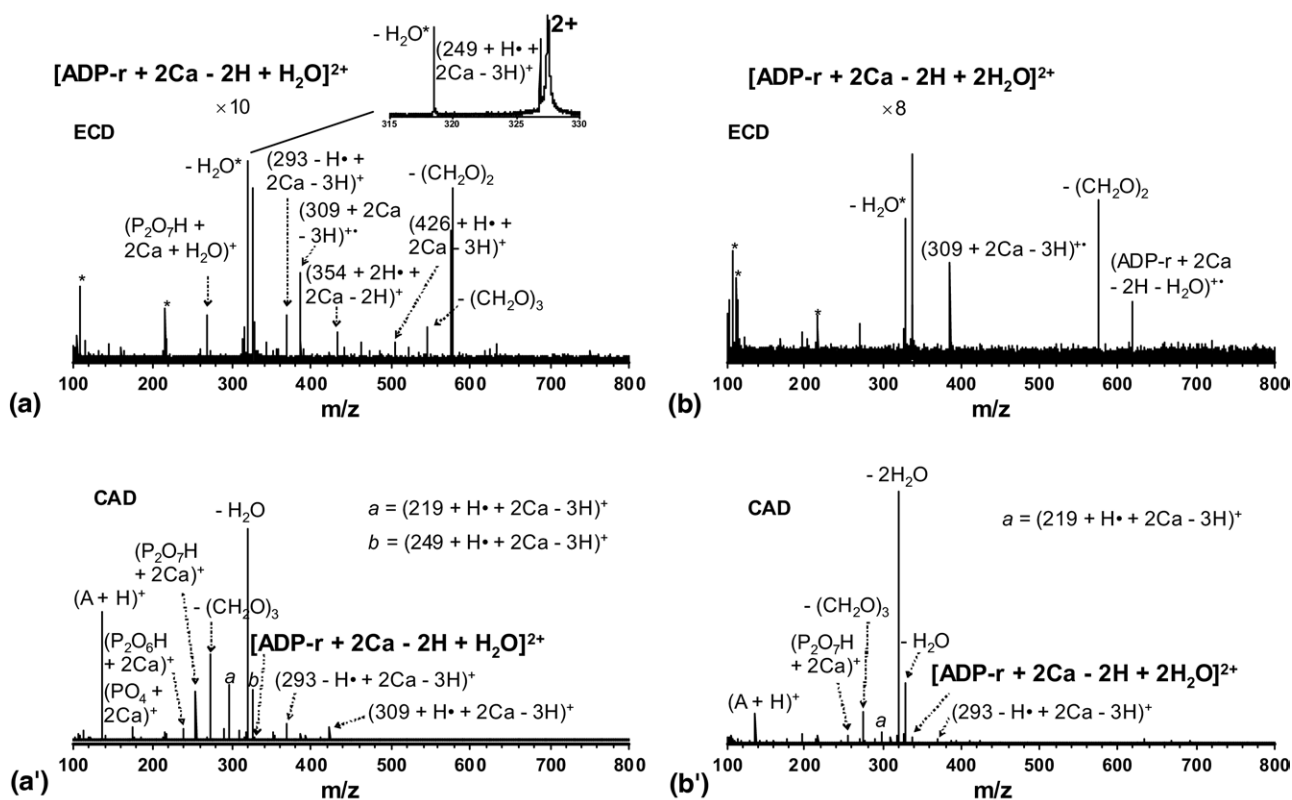 - H₂O*
(249 + H• +
2Ca - 3H)⁺
2+
315 320 325 330
[ADP-r + 2Ca - 2H + H₂O]²⁺
×10
ECD
- H₂O*
(293 - H• +
2Ca - 3H)⁺
- (CH₂O)₂
(P₂O₇H +
2Ca + H₂O)⁺
(309 + 2Ca
- 3H)⁺•
(426 + H• +
2Ca - 3H)⁺
(354 + 2H• +
2Ca - 2H)⁺
- (CH₂O)₃
*
*
100 200 300 400 500 600 700 800
(a)
m/z
[ADP-r + 2Ca - 2H + 2H₂O]²⁺
×8
ECD
- (CH₂O)₂
- H₂O*
(309 + 2Ca - 3H)⁺•
(ADP-r + 2Ca
- 2H - H₂O)⁺•
*
*
*
100 200 300 400 500 600 700 800
(b)
m/z
CAD
- H₂O
a = (219 + H• + 2Ca - 3H)⁺
b = (249 + H• + 2Ca - 3H)⁺
(P₂O₇H
+ 2Ca)⁺
(A + H)⁺
- (CH₂O)₃
[ADP-r + 2Ca - 2H + H₂O]²⁺
(P₂O₆H
+ 2Ca)⁺
(PO₄ +
2Ca)⁺
a
b
(293 - H• + 2Ca - 3H)⁺
(309 + H• + 2Ca - 3H)⁺
100 200 300 400 500 600 700 800
(a')
m/z
- 2H₂O
CAD
a = (219 + H• + 2Ca - 3H)⁺
- (CH₂O)₃
(P₂O₇H
+ 2Ca)⁺
- H₂O
[ADP-r + 2Ca - 2H + 2H₂O]²⁺
(A + H)⁺
a
(293 - H• + 2Ca - 3H)⁺
100 200 300 400 500 600 700 800
(b')
m/z